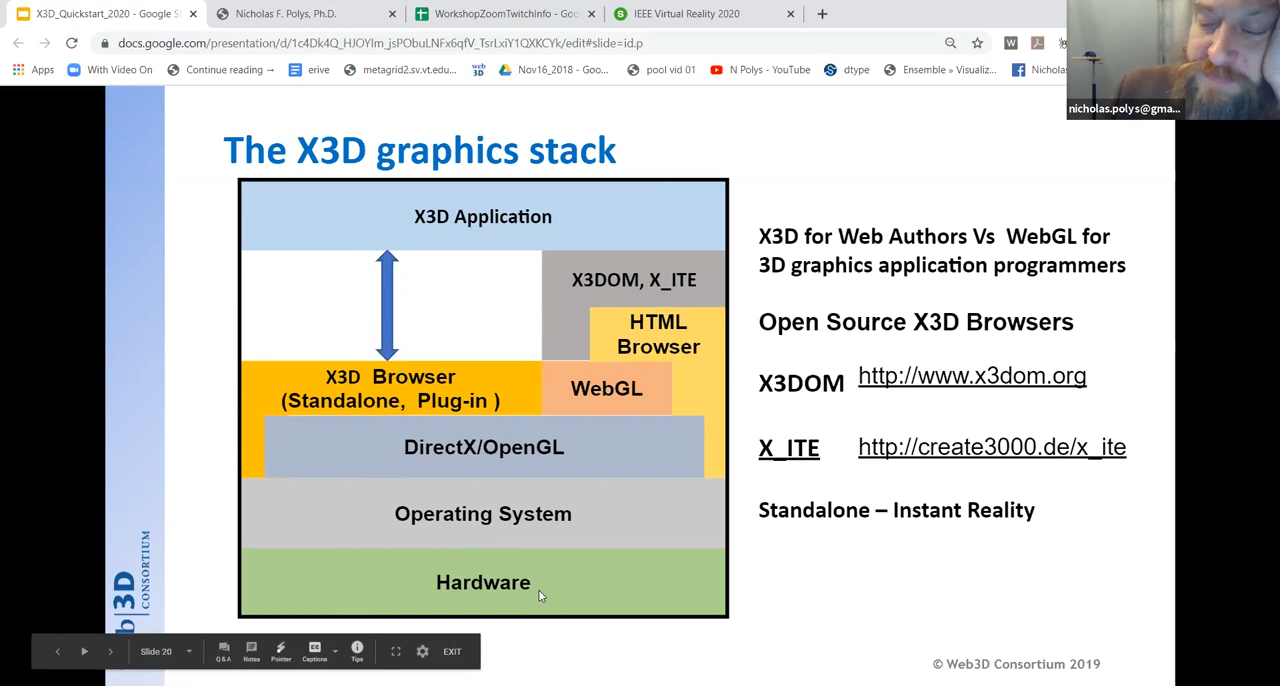 X3D_Quickstart_2020 - Google S
Nicholas F. Polys, Ph.D.
WorkshopZoomTwitchInfo - Goo
IEEE Virtual Reality 2020
docs.google.com/presentation/d/1c4Dk4Q_HJOYIm_jsPObuLNFx6qfV_TsrLxiY1QXKCYk/edit#slide=id.p
Apps
With Video On
Continue reading →
erive
metagrid2.sv.vt.edu...
Nov16_2018 - Goo...
pool vid 01
N Polys - YouTube
dtype
Ensemble » Visualiz...
Nichola
nicholas.polys@gma...
The X3D graphics stack
X3D Application
X3DOM, X_ITE
HTML
Browser
X3D Browser
(Standalone, Plug-in )
WebGL
DirectX/OpenGL
Operating System
Hardware
X3D for Web Authors Vs WebGL for
3D graphics application programmers
Open Source X3D Browsers
X3DOM http://www.x3dom.org
X_ITE http://create3000.de/x_ite
Standalone – Instant Reality
b|3D
CONSORTIUM
Slide 20
Q & A
Notes
Pointer
Captions
Tips
EXIT
© Web3D Consortium 2019